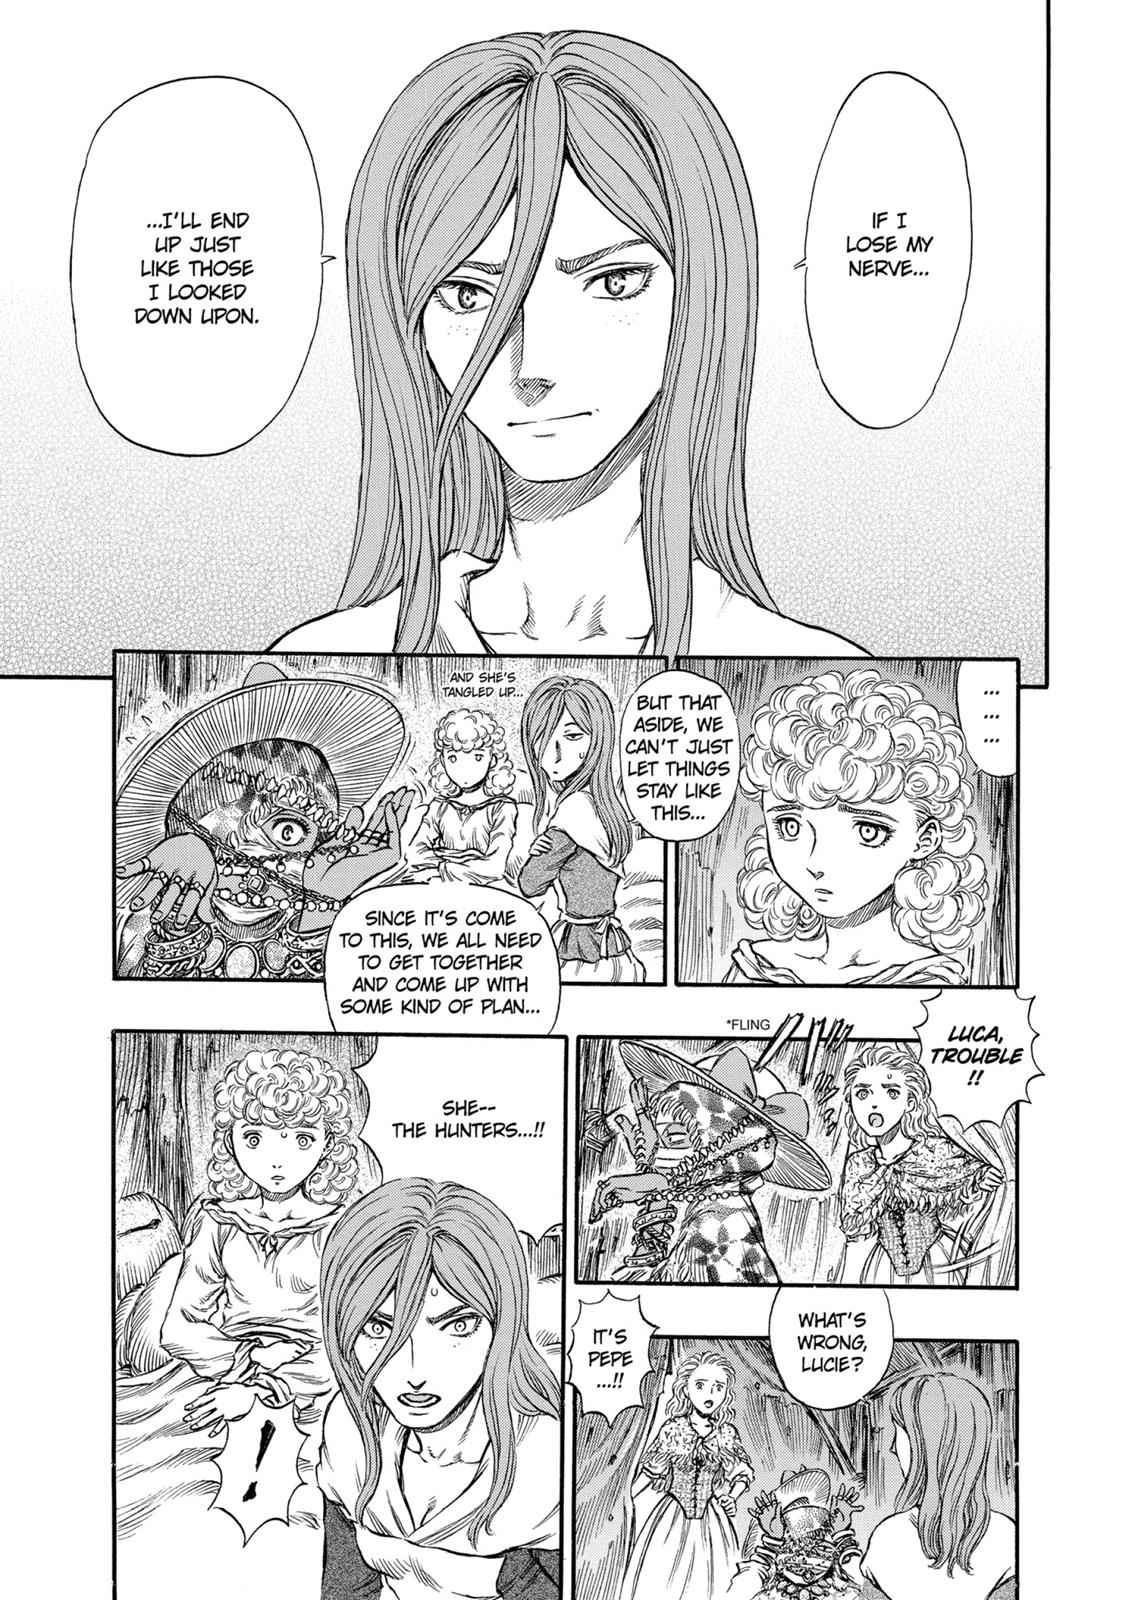 IF I
LOSE MY
NERVE...
...I'LL END
UP JUST
LIKE THOSE
I LOOKED
DOWN UPON.
...
...
...
BUT THAT
ASIDE, WE
CAN'T JUST
LET THINGS
STAY LIKE
THIS...
AND SHE'S
TANGLED UP...
SINCE IT'S COME
TO THIS, WE ALL NEED
TO GET TOGETHER
AND COME UP WITH
SOME KIND OF PLAN...
LUCA,
TROUBLE
!!
*FLING
WHAT'S
WRONG,
LUCIE?
IT'S
PEPE
...!!
SHE--
THE HUNTERS...!!
!